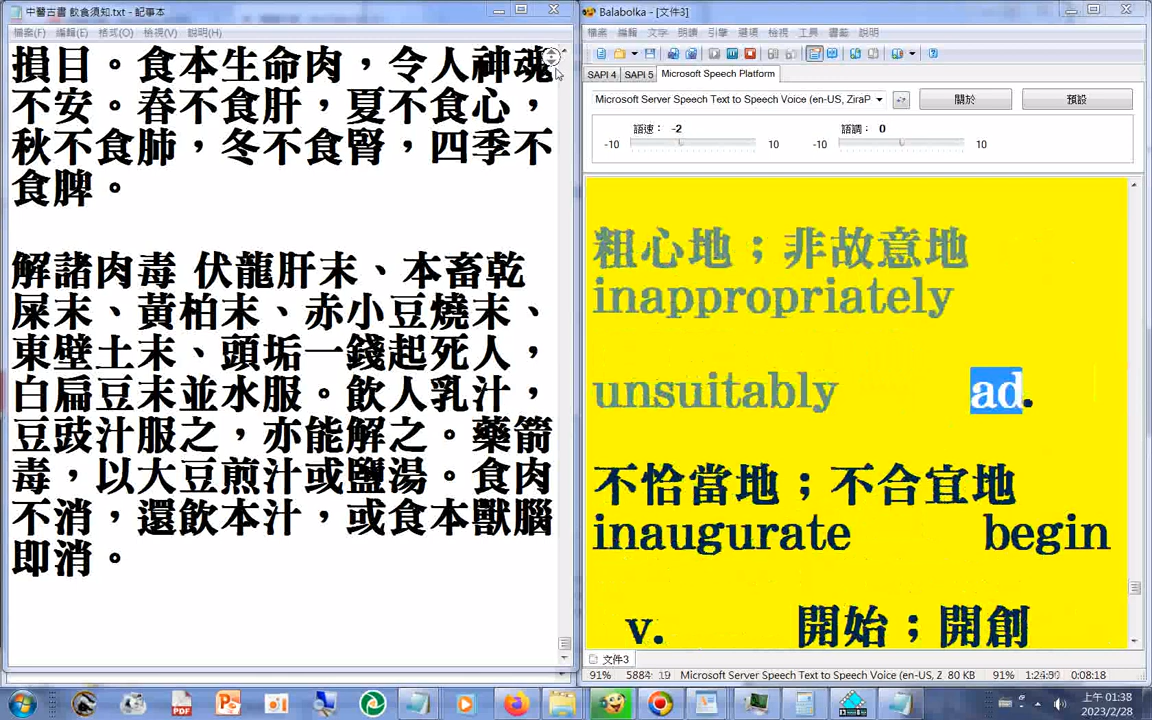 中醫古書 飲食須知.txt - 記事本
檔案(F) 編輯(E) 格式(O) 檢視(V) 說明(H)
損目。食本生命肉，令人神魂
不安。春不食肝，夏不食心，
秋不食肺，冬不食腎，四季不
食脾。
解諸肉毒 伏龍肝末、本畜乾
屎末、黃柏末、赤小豆燒末、
東壁土末、頭垢一錢起死人，
白扁豆末並水服。飲人乳汁，
豆豉汁服之，亦能解之。藥箭
毒，以大豆煎汁或鹽湯。食肉
不消，還飲本汁，或食本獸腦
即消。
Balabolka - [文件3]
檔案 編輯 文字 朗讀 引擎 選項 檢視 工具 書籤 說明
SAPI 4 SAPI 5 Microsoft Speech Platform
Microsoft Server Speech Text to Speech Voice (en-US, ZiraP
關於 預設
語速： -2 語調： 0
-10 10 -10 10
粗心地；非故意地
inappropriately
unsuitably ad.
不恰當地；不合宜地
inaugurate begin
v. 開始；開創
文件3
91% 5884: 19 Microsoft Server Speech Text to Speech Voice (en-US, Z 80 KB 91% 1:24:30 0:08:18
PDF
上午 01:38
2023/2/28